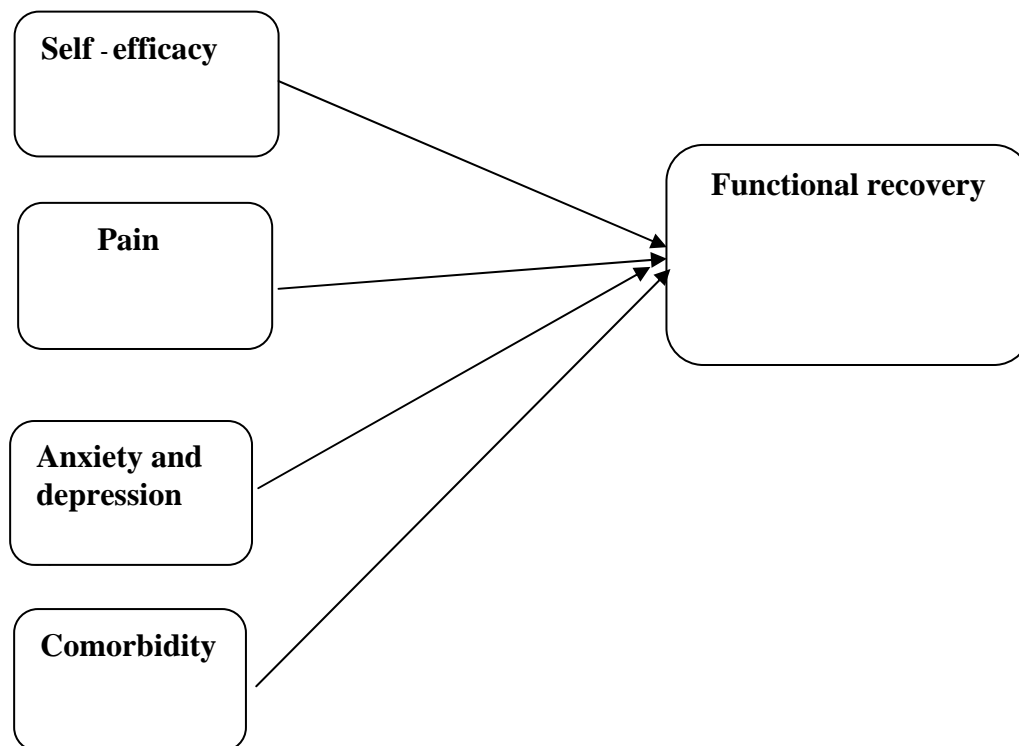 Self - efficacy
Functional recovery
Pain
Anxiety and
depression
Comorbidity